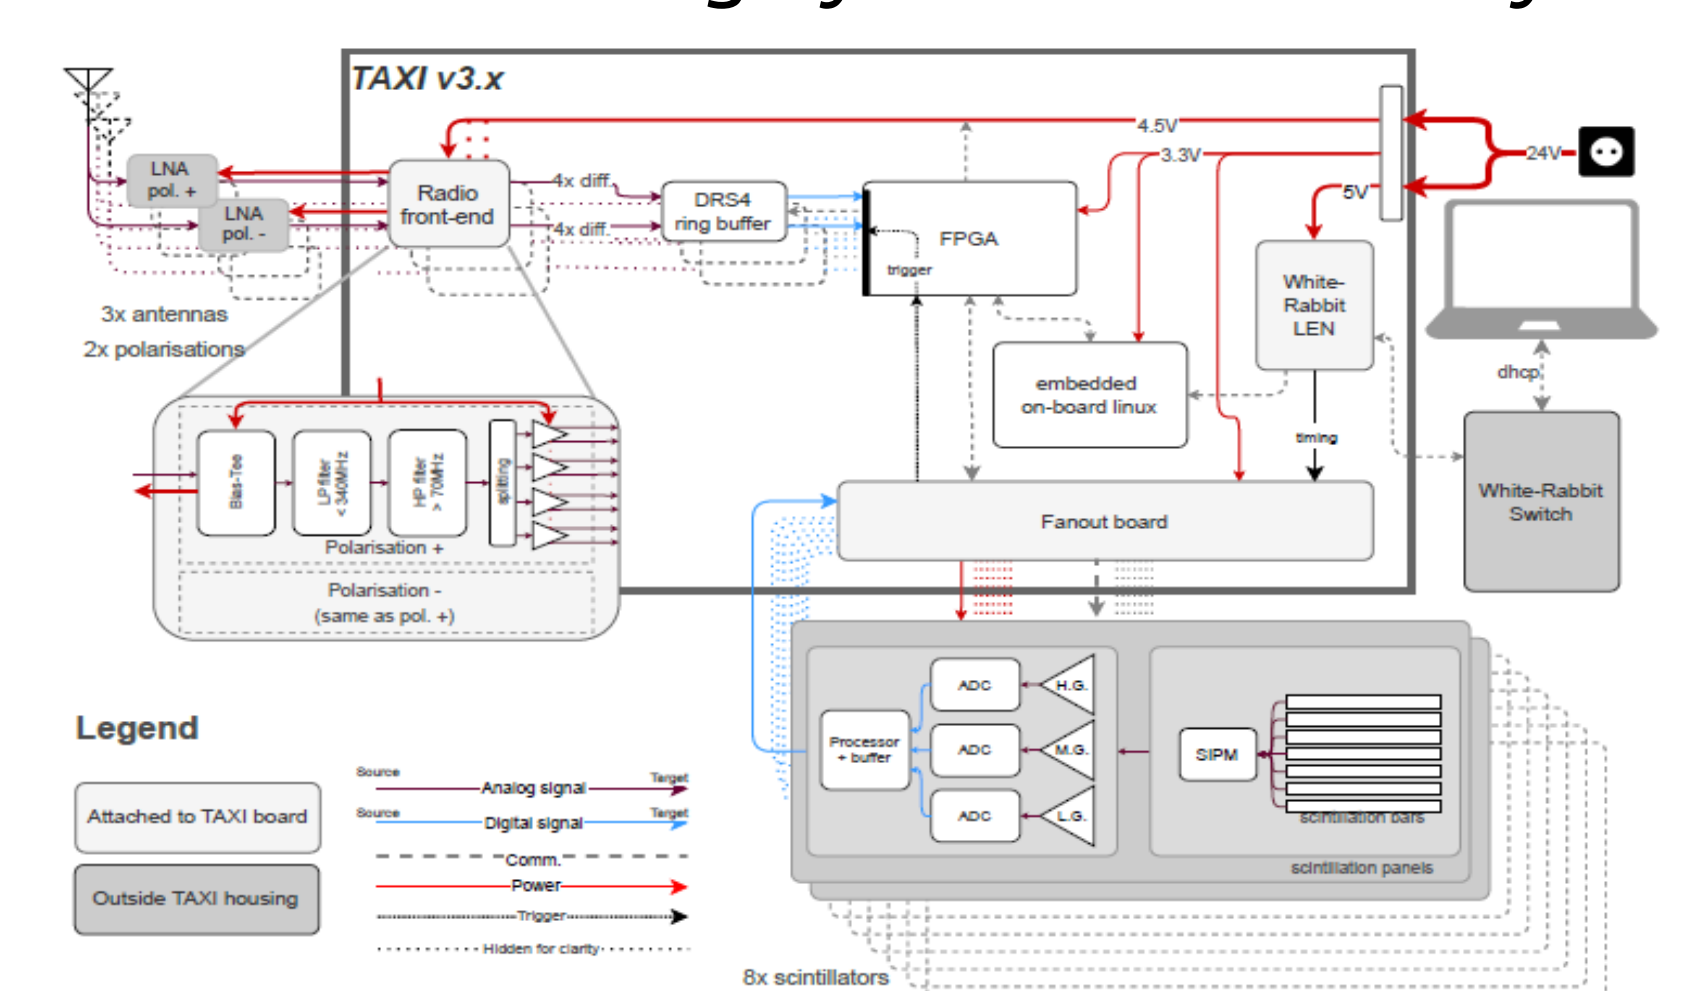 TAXI v3.x
4.5V
3.3V
24V
5V
LNA
pol. +
LNA
pol. -
Radio
front-end
4x diff.
4x diff.
DRS4
ring buffer
FPGA
trigger
White-
Rabbit
LEN
3x antennas
2x polarisations
dhcp
embedded
on-board linux
timing
Bias-Tee
LP filter
< 340MHz
HP filter
> 70MHz
splitting
Polarisation +
Polarisation -
(same as pol. +)
Fanout board
White-Rabbit
Switch
ADC
H.G.
Processor
+ buffer
ADC
M.G.
SIPM
ADC
L.G.
scintillation bars
scintillation panels
8x scintillators
Legend
Attached to TAXI board
Outside TAXI housing
Source
Target
Analog signal
Source
Target
Digital signal
Comm.
Power
Trigger
Hidden for clarity